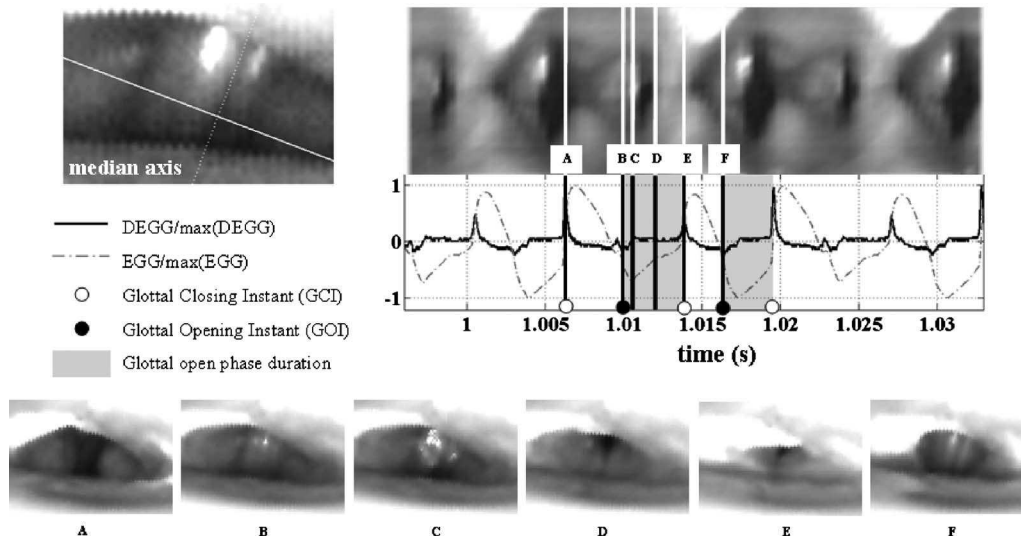 median axis
DEGG/max(DEGG)
EGG/max(EGG)
Glottal Closing Instant (GCI)
Glottal Opening Instant (GOI)
Glottal open phase duration
A B C D E F
1
0
-1
1 1.005 1.01 1.015 1.02 1.025 1.03
time (s)
A B C D E F